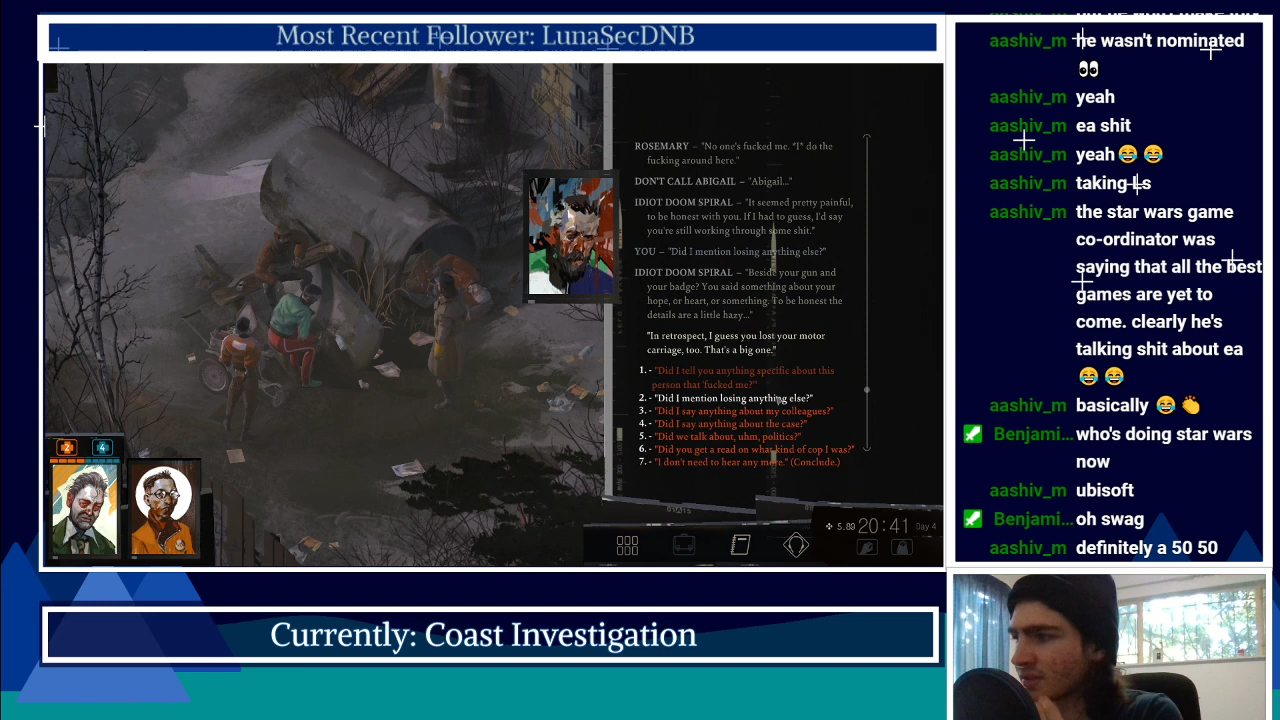 Most Recent Follower: LunaSecDNB
ROSEMARY – "No one's fucked me. *I* do the
fucking around here."
DON'T CALL ABIGAIL – "Abigail..."
IDIOT DOOM SPIRAL – "It seemed pretty painful,
to be honest with you. If I had to guess, I'd say
you're still working through some shit."
YOU – "Did I mention losing anything else?"
IDIOT DOOM SPIRAL – "Beside your gun and
your badge? You said something about your
hope, or heart, or something. To be honest the
details are a little hazy..."
"In retrospect, I guess you lost your motor
carriage, too. That's a big one."
1. - "Did I tell you anything specific about this
person that 'fucked me?'"
2. - "Did I mention losing anything else?"
3. - "Did I say anything about my colleagues?"
4. - "Did I say anything about the case?"
5. - "Did we talk about, uhm, politics?"
6. - "Did you get a read on what kind of cop I was?"
7. - "I don't need to hear any more." (Conclude.)
2 4
5.89 20:41 Day 4
Currently: Coast Investigation
aashiv_m he wasn't nominated
👀
aashiv_m yeah
aashiv_m ea shit
aashiv_m yeah 😂 😂
aashiv_m taking Ls
aashiv_m the star wars game
co-ordinator was
saying that all the best
games are yet to
come. clearly he's
talking shit about ea
😂 😂
aashiv_m basically 😂 👏
Benjami... who's doing star wars
now
aashiv_m ubisoft
Benjami... oh swag
aashiv_m definitely a 50 50